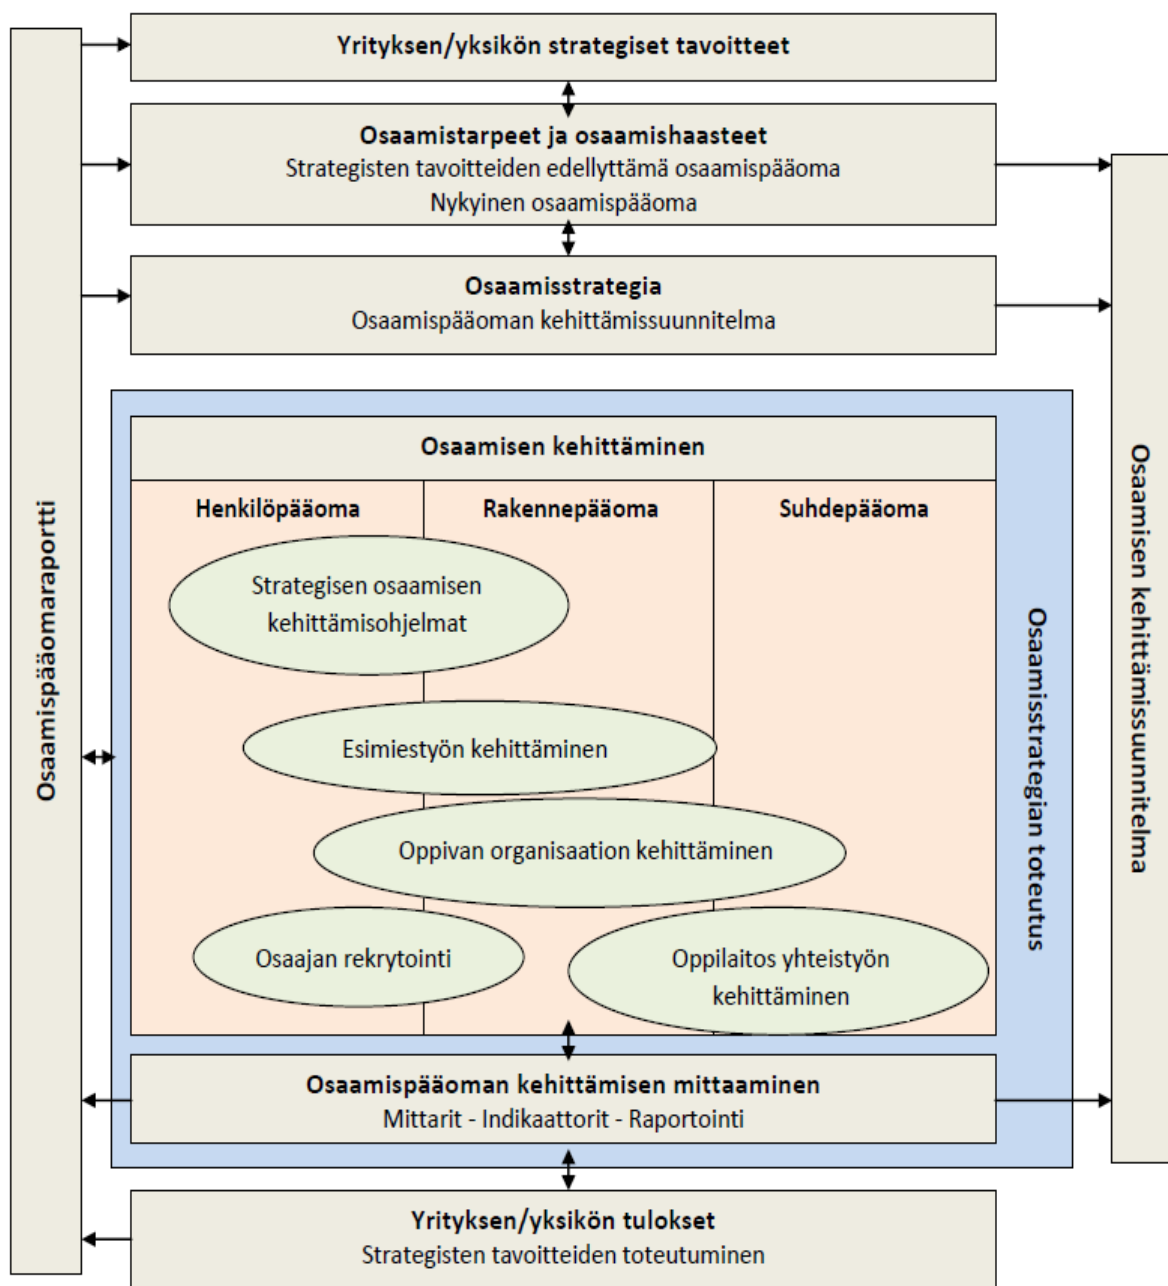 Yrityksen/yksikön strategiset tavoitteet
Osaamistarpeet ja osaamishaasteet
Strategisten tavoitteiden edellyttämä osaamispääoma
Nykyinen osaamispääoma
Osaamisstrategia
Osaamispääoman kehittämissuunnitelma
Osaamispääomaraportti
Osaamisen kehittäminen
Henkilöpääoma
Rakennepääoma
Suhdepääoma
Strategisen osaamisen
kehittämisohjelmat
Esimiestyön kehittäminen
Oppivan organisaation kehittäminen
Osaajan rekrytointi
Oppilaitos yhteistyön
kehittäminen
Osaamisstrategian toteutus
Osaamisen kehittämissuunnitelma
Osaamispääoman kehittämisen mittaaminen
Mittarit - Indikaattorit - Raportointi
Yrityksen/yksikön tulokset
Strategisten tavoitteiden toteutuminen